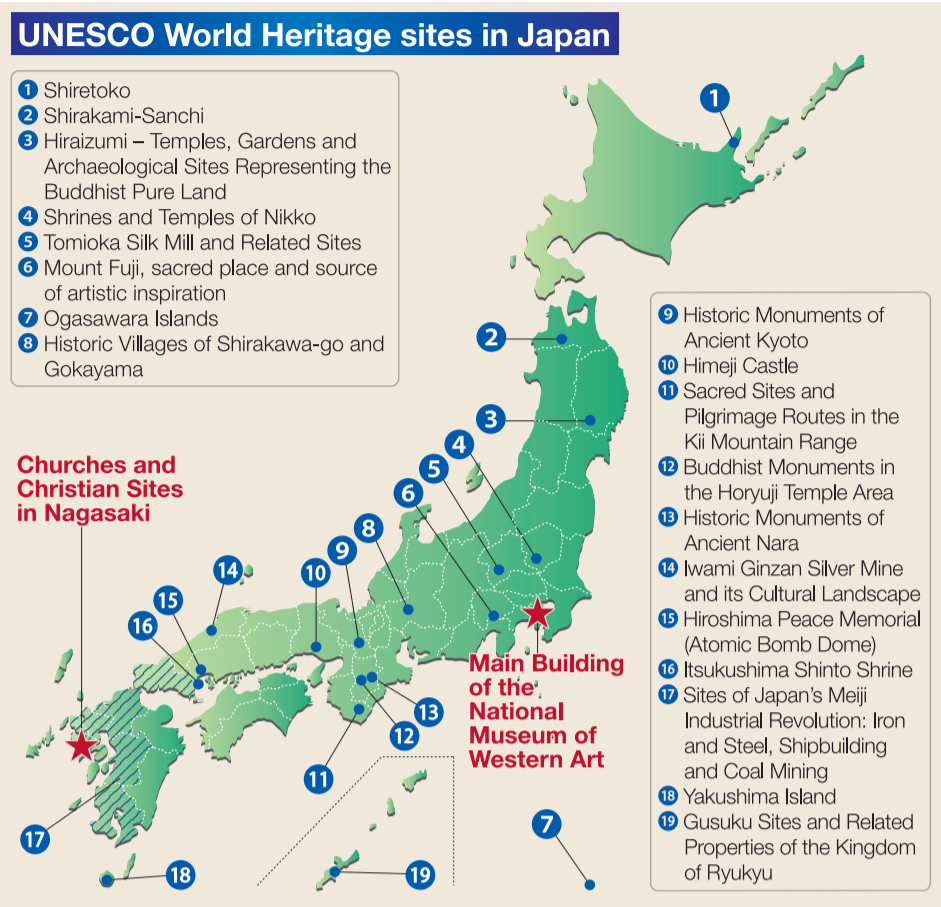 UNESCO World Heritage sites in Japan
1 Shiretoko
2 Shirakami-Sanchi
3 Hiraizumi – Temples, Gardens and
Archaeological Sites Representing the
Buddhist Pure Land
4 Shrines and Temples of Nikko
5 Tomioka Silk Mill and Related Sites
6 Mount Fuji, sacred place and source
of artistic inspiration
7 Ogasawara Islands
8 Historic Villages of Shirakawa-go and
Gokayama
9 Historic Monuments of
Ancient Kyoto
10 Himeji Castle
11 Sacred Sites and
Pilgrimage Routes in the
Kii Mountain Range
12 Buddhist Monuments in
the Horyuji Temple Area
13 Historic Monuments of
Ancient Nara
14 Iwami Ginzan Silver Mine
and its Cultural Landscape
15 Hiroshima Peace Memorial
(Atomic Bomb Dome)
16 Itsukushima Shinto Shrine
17 Sites of Japan's Meiji
Industrial Revolution: Iron
and Steel, Shipbuilding
and Coal Mining
18 Yakushima Island
19 Gusuku Sites and Related
Properties of the Kingdom
of Ryukyu
Churches and
Christian Sites
in Nagasaki
Main Building
of the
National
Museum of
Western Art
1
2
3
4
5
6
8
9
10
14
15
16
13
12
11
17
18
19
7